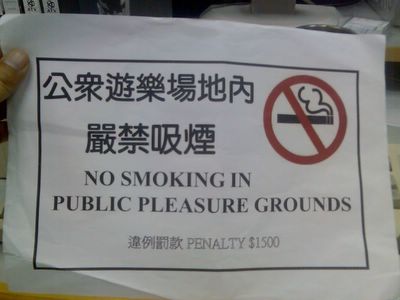 公眾遊樂場地內
嚴禁吸煙
NO SMOKING IN
PUBLIC PLEASURE GROUNDS
違例罰款 PENALTY $1500